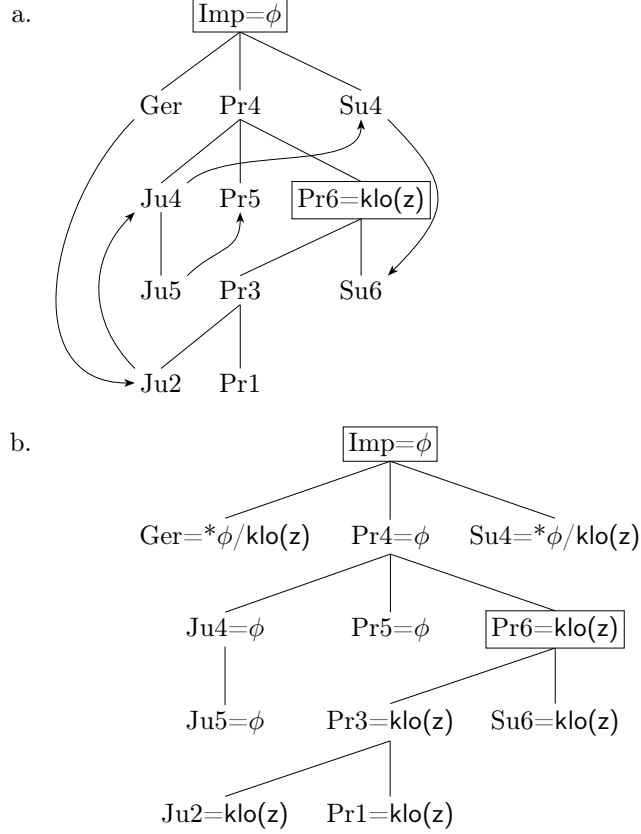 a.
Imp=ϕ
Ger Pr4 Su4
Ju4 Pr5 Pr6=klo(z)
Ju5 Pr3 Su6
Ju2 Pr1
b.
Imp=ϕ
Ger=*ϕ/klo(z) Pr4=ϕ Su4=*ϕ/klo(z)
Ju4=ϕ Pr5=ϕ Pr6=klo(z)
Ju5=ϕ Pr3=klo(z) Su6=klo(z)
Ju2=klo(z) Pr1=klo(z)